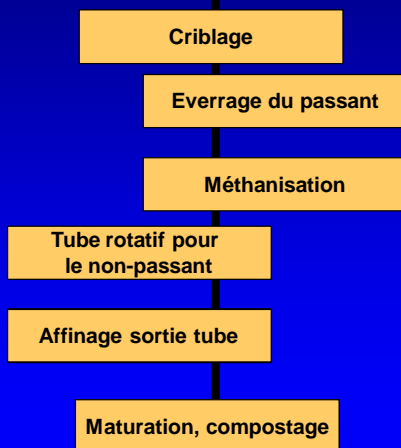 Criblage
Everrage du passant
Méthanisation
Tube rotatif pour
le non-passant
Affinage sortie tube
Maturation, compostage